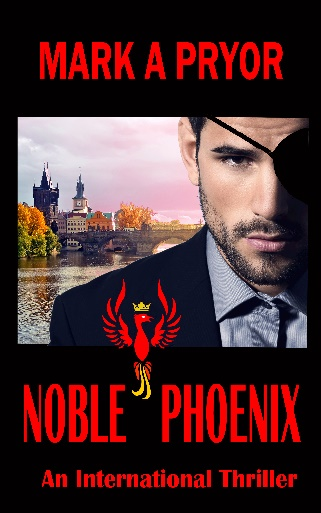 MARK A PRYOR
NOBLE PHOENIX
An International Thriller